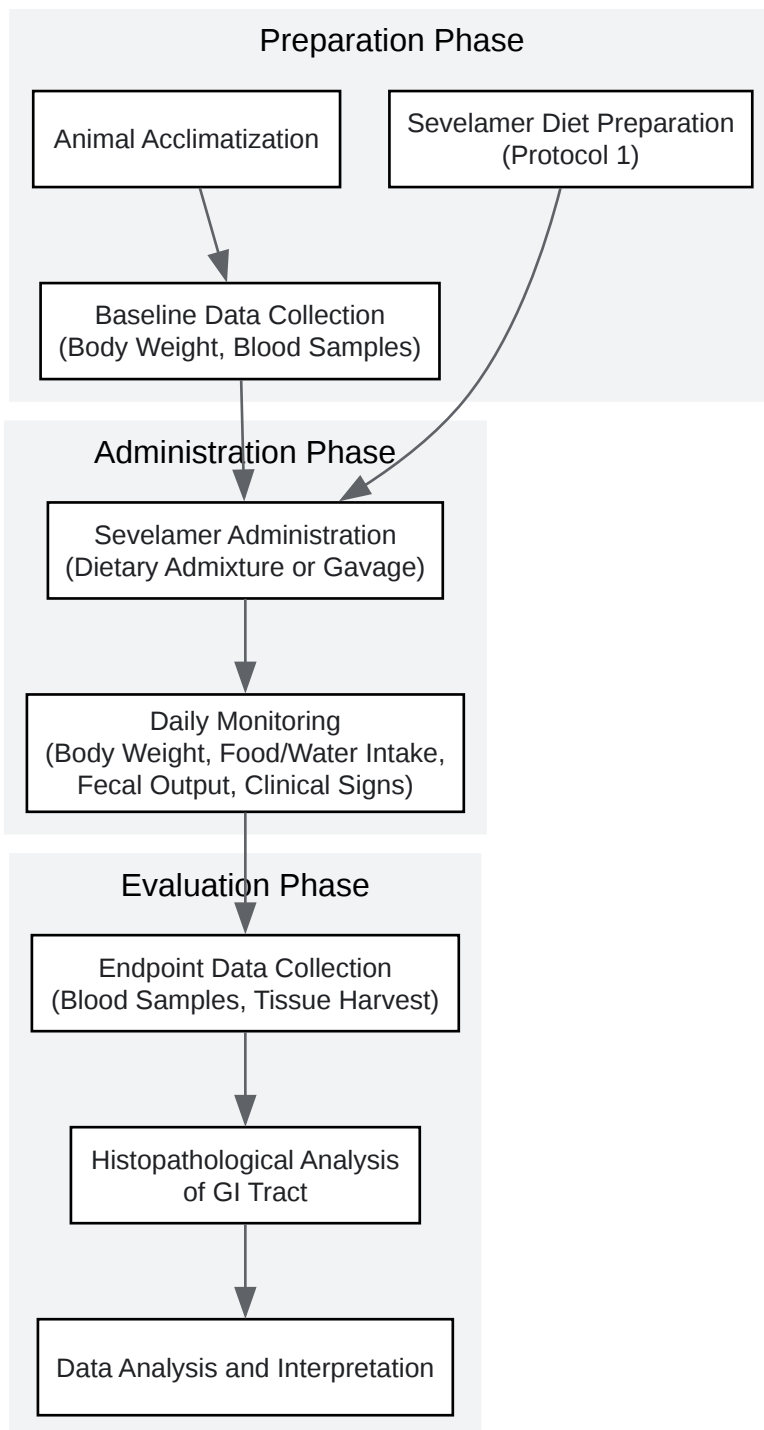 Preparation Phase
Animal Acclimatization
Sevelamer Diet Preparation
(Protocol 1)
Baseline Data Collection
(Body Weight, Blood Samples)
Administration Phase
Sevelamer Administration
(Dietary Admixture or Gavage)
Daily Monitoring
(Body Weight, Food/Water Intake,
Fecal Output, Clinical Signs)
Evaluation Phase
Endpoint Data Collection
(Blood Samples, Tissue Harvest)
Histopathological Analysis
of GI Tract
Data Analysis and Interpretation